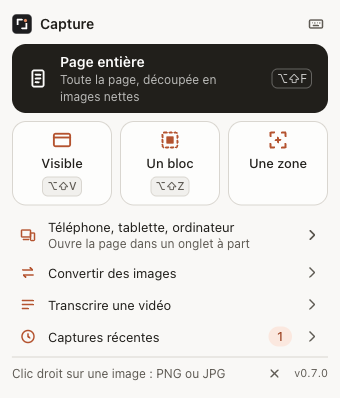 Capture
Page entière
Toute la page, découpée en
images nettes
⌥⇧F
Visible
⌥⇧V
Un bloc
⌥⇧Z
Une zone
Téléphone, tablette, ordinateur
Ouvre la page dans un onglet à part
Convertir des images
Transcrire une vidéo
Captures récentes 1
Clic droit sur une image : PNG ou JPG ✕ v0.7.0